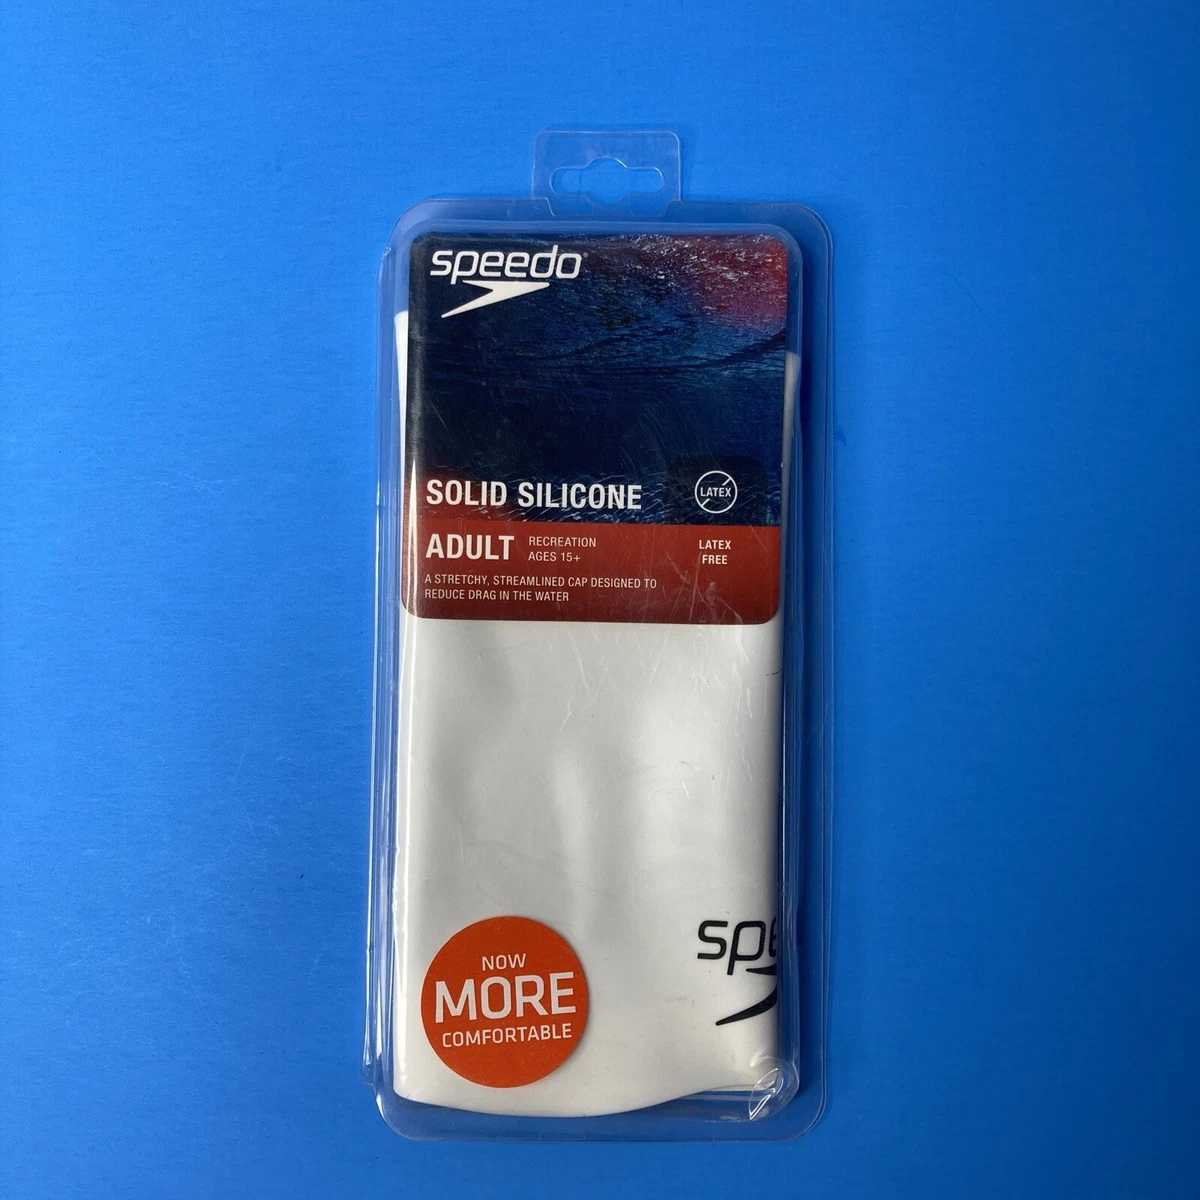 speedo®
SOLID SILICONE
LATEX
ADULT
RECREATION
AGES 15+
LATEX
FREE
A STRETCHY, STREAMLINED CAP DESIGNED TO
REDUCE DRAG IN THE WATER
spe
NOW
MORE
COMFORTABLE